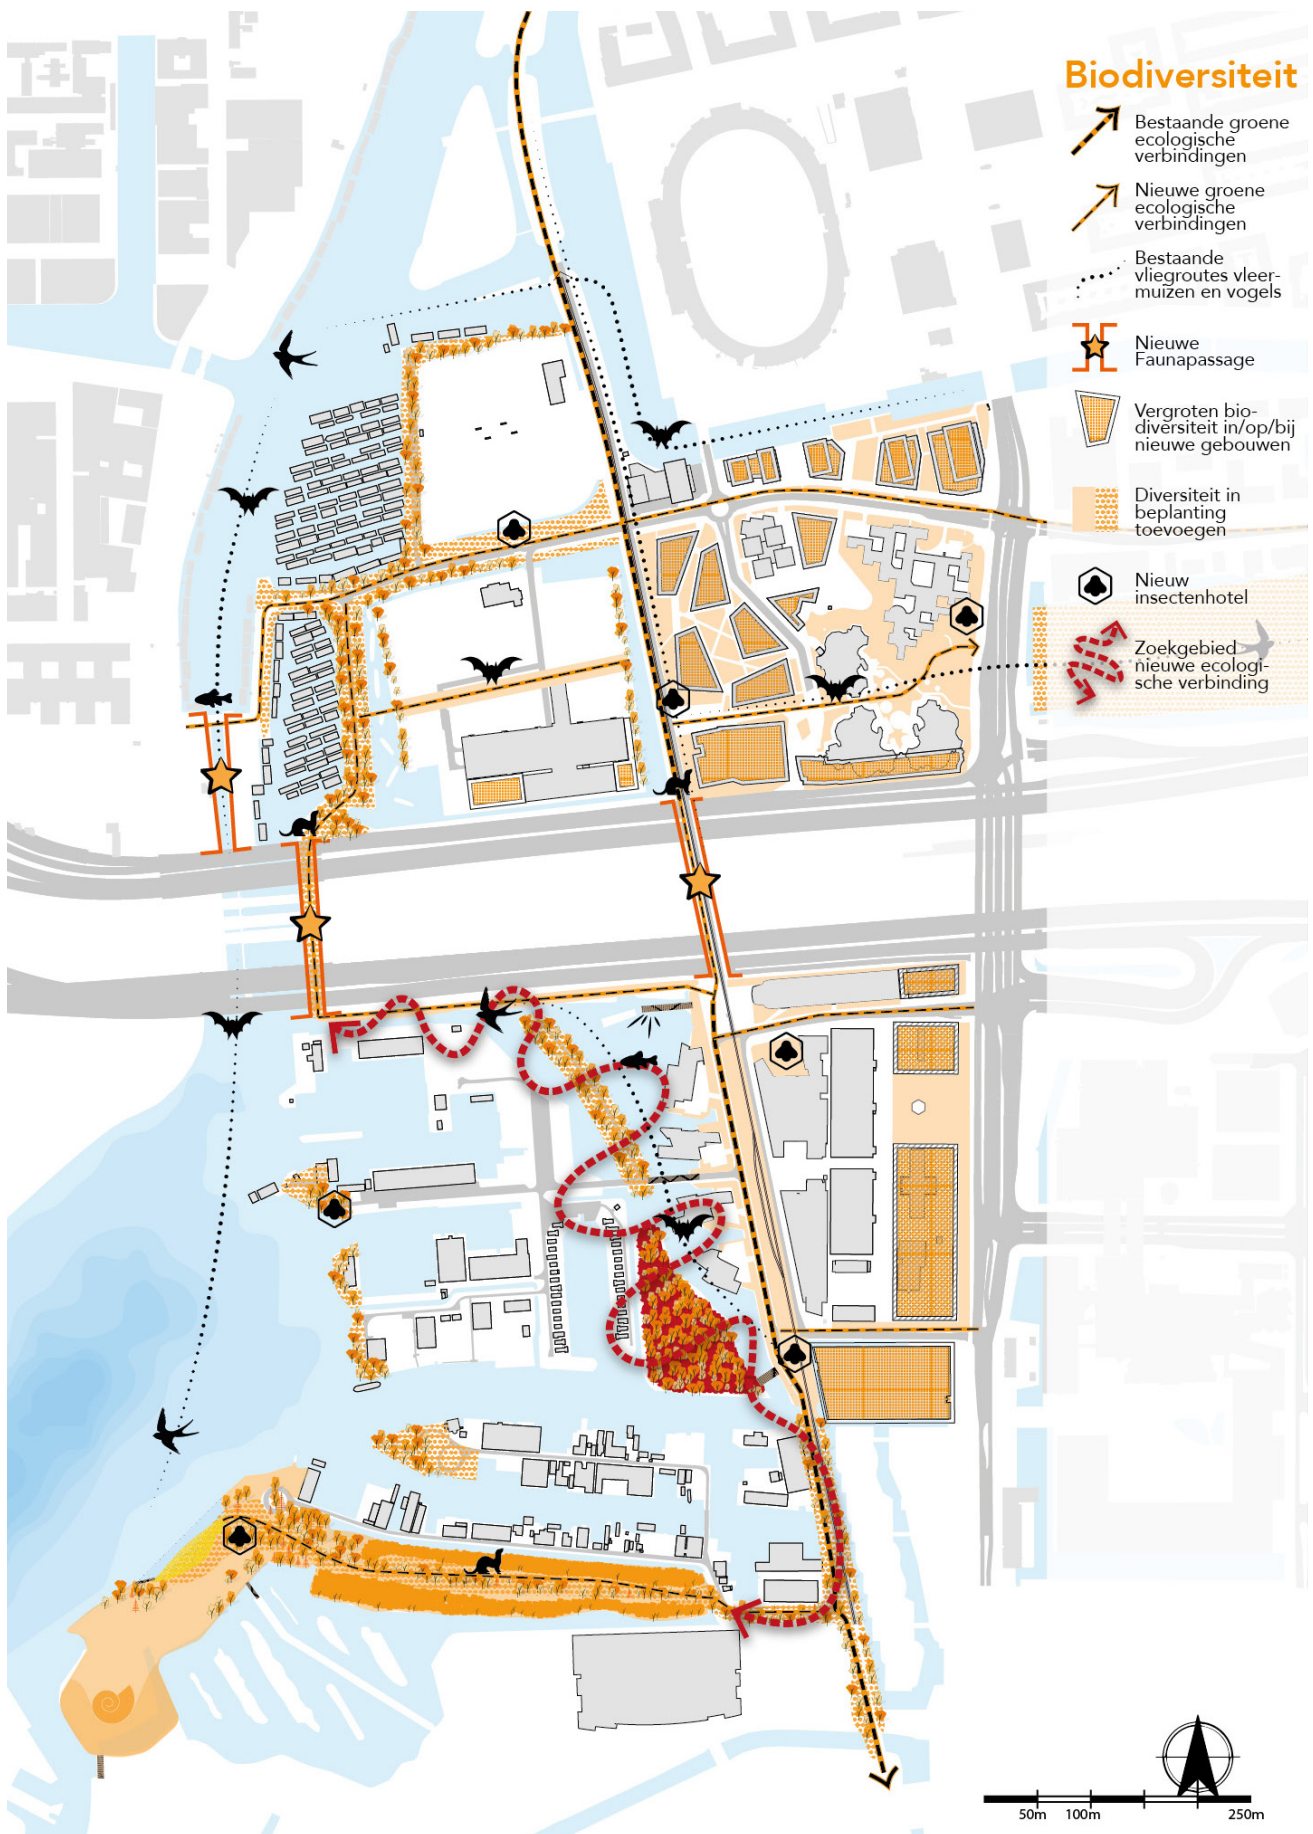 Biodiversiteit
Bestaande groene
ecologische
verbindingen
Nieuwe groene
ecologische
verbindingen
Bestaande
vliegroutes vleer-
muizen en vogels
Nieuwe
Faunapassage
Vergroten bio-
diversiteit in/op/bij
nieuwe gebouwen
Diversiteit in
beplanting
toevoegen
Nieuw
insectenhotel
Zoekgebied
nieuwe ecologi-
sche verbinding
50m 100m 250m